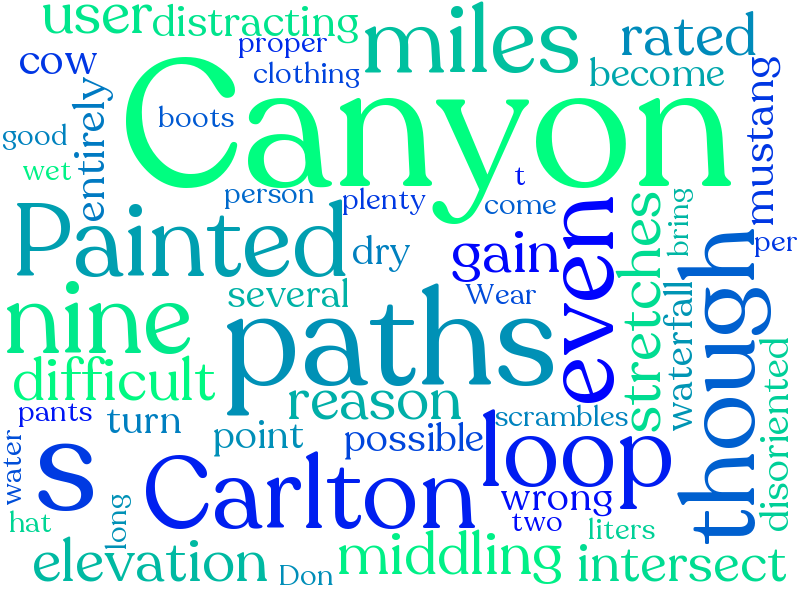 user
distracting
miles
rated
proper
cow
clothing
become
Canyon
mustang
entirely
boots
good
wet
t
person
plenty
come
stretches
bring
even
Painted
dry
gain
though
per
several
Wear
waterfall
nine
paths
difficult
reason
disoriented
pants
turn
scrambles
point
possible
loop
water
s
Carlton
wrong
long
hat
two
liters
elevation
Don
middling
intersect